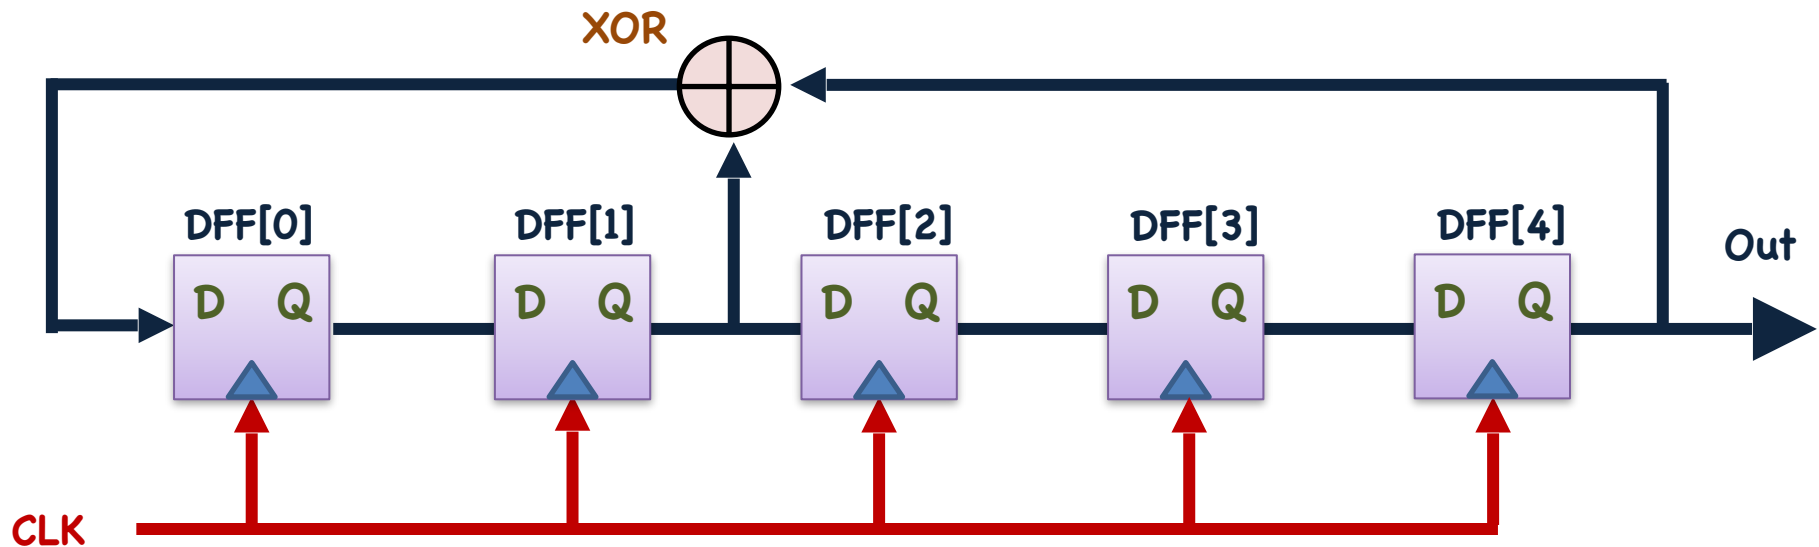 XOR
DFF[0] DFF[1] DFF[2] DFF[3] DFF[4]
Out
D Q D Q D Q D Q D Q
CLK